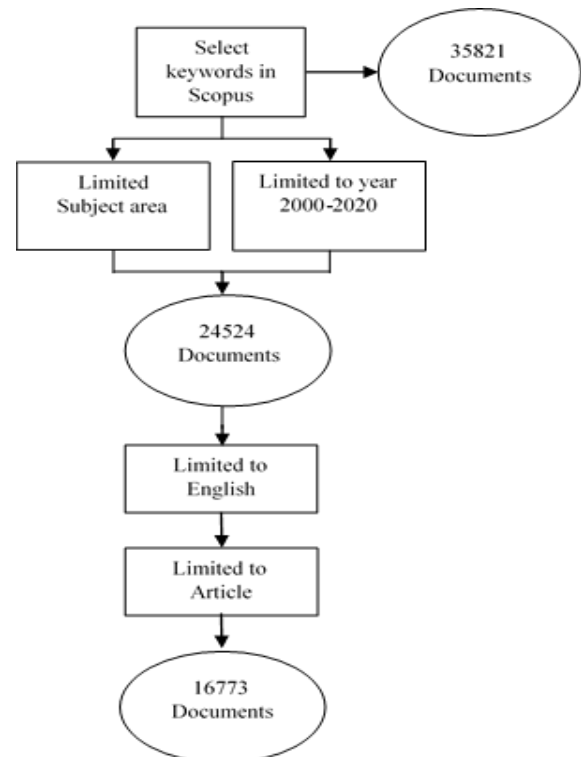 Select
keywords in
Scopus
35821
Documents
Limited
Subject area
Limited to year
2000-2020
24524
Documents
Limited to
English
Limited to
Article
16773
Documents